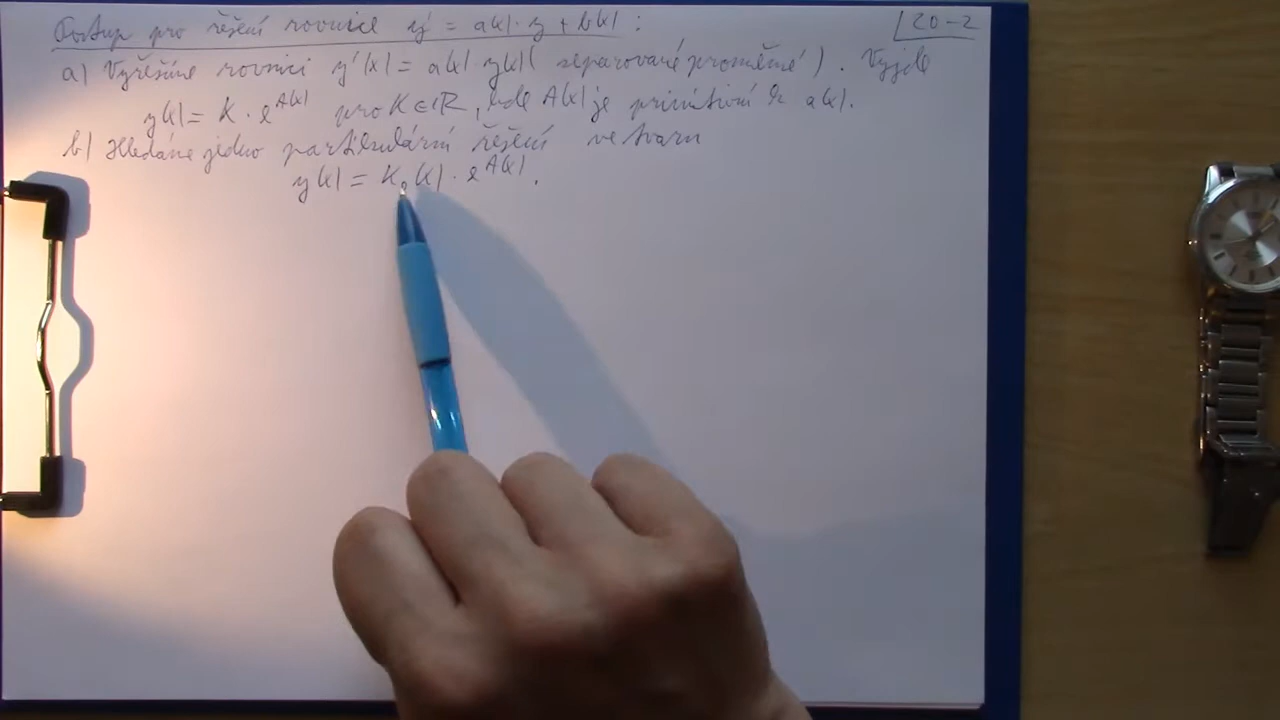 Postup pro řešení rovnice y' = a(x)·y + b(x) :
20-2
a) Vyřešíme rovnici y'(x) = a(x)·y(x) (separované proměnné). Vyjde
y(x) = K · e^A(x) pro K ∈ ℝ, kde A(x) je primitivní k a(x).
b) Hledáme jedno partikulární řešení ve tvaru
y(x) = K₀(x) · e^A(x).